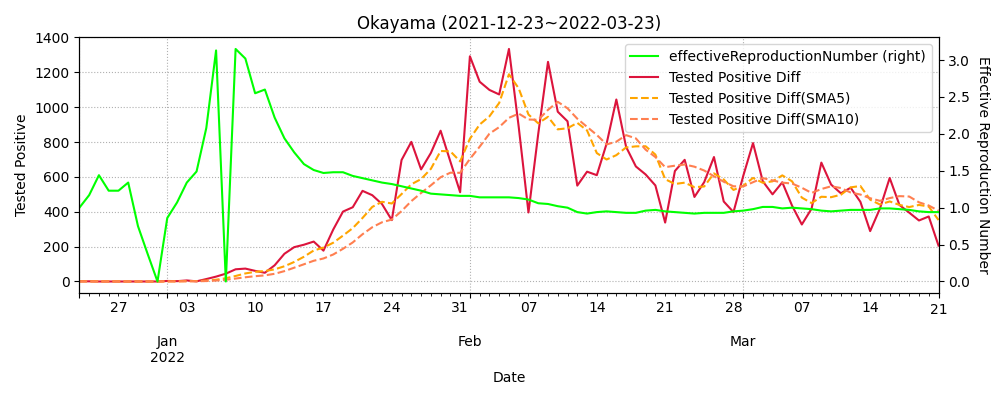 Okayama (2021-12-23~2022-03-23)
effectiveReproductionNumber (right)
Tested Positive Diff
Tested Positive Diff(SMA5)
Tested Positive Diff(SMA10)
Tested Positive
1400
1200
1000
800
600
400
200
0
Effective Reproduction Number
3.0
2.5
2.0
1.5
1.0
0.5
0.0
27 03 10 17 24 31 07 14 21 28 07 14 21
Jan Feb Mar
2022
Date